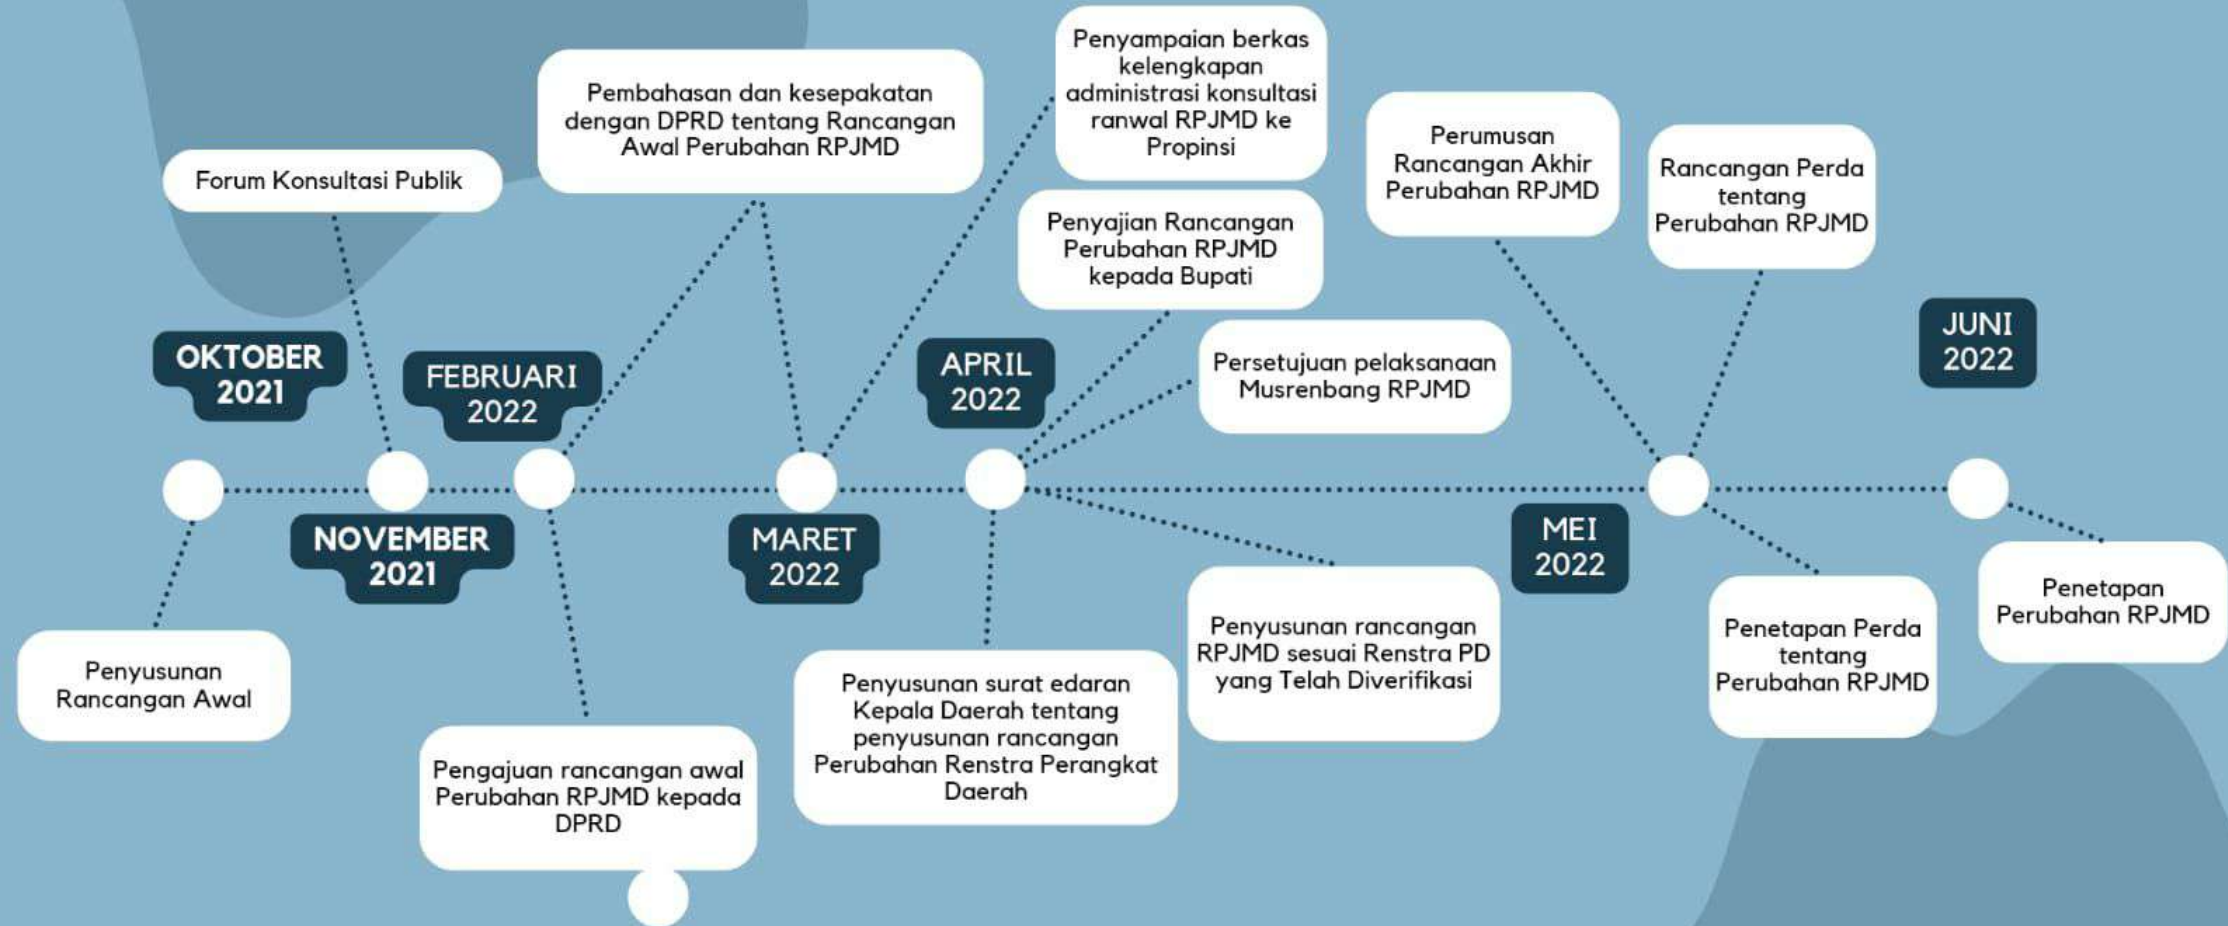 Penyampaian berkas
kelengkapan
administrasi konsultasi
ranwal RPJMD ke
Propinsi
Pembahasan dan kesepakatan
dengan DPRD tentang Rancangan
Awal Perubahan RPJMD
Perumusan
Rancangan Akhir
Perubahan RPJMD
Rancangan Perda
tentang
Perubahan RPJMD
Forum Konsultasi Publik
Penyajian Rancangan
Perubahan RPJMD
kepada Bupati
OKTOBER
2021
FEBRUARI
2022
APRIL
2022
Persetujuan pelaksanaan
Musrenbang RPJMD
JUNI
2022
NOVEMBER
2021
MARET
2022
MEI
2022
Penyusunan
Rancangan Awal
Pengajuan rancangan awal
Perubahan RPJMD kepada
DPRD
Penyusunan surat edaran
Kepala Daerah tentang
penyusunan rancangan
Perubahan Renstra Perangkat
Daerah
Penyusunan rancangan
RPJMD sesuai Renstra PD
yang Telah Diverifikasi
Penetapan Perda
tentang
Perubahan RPJMD
Penetapan
Perubahan RPJMD